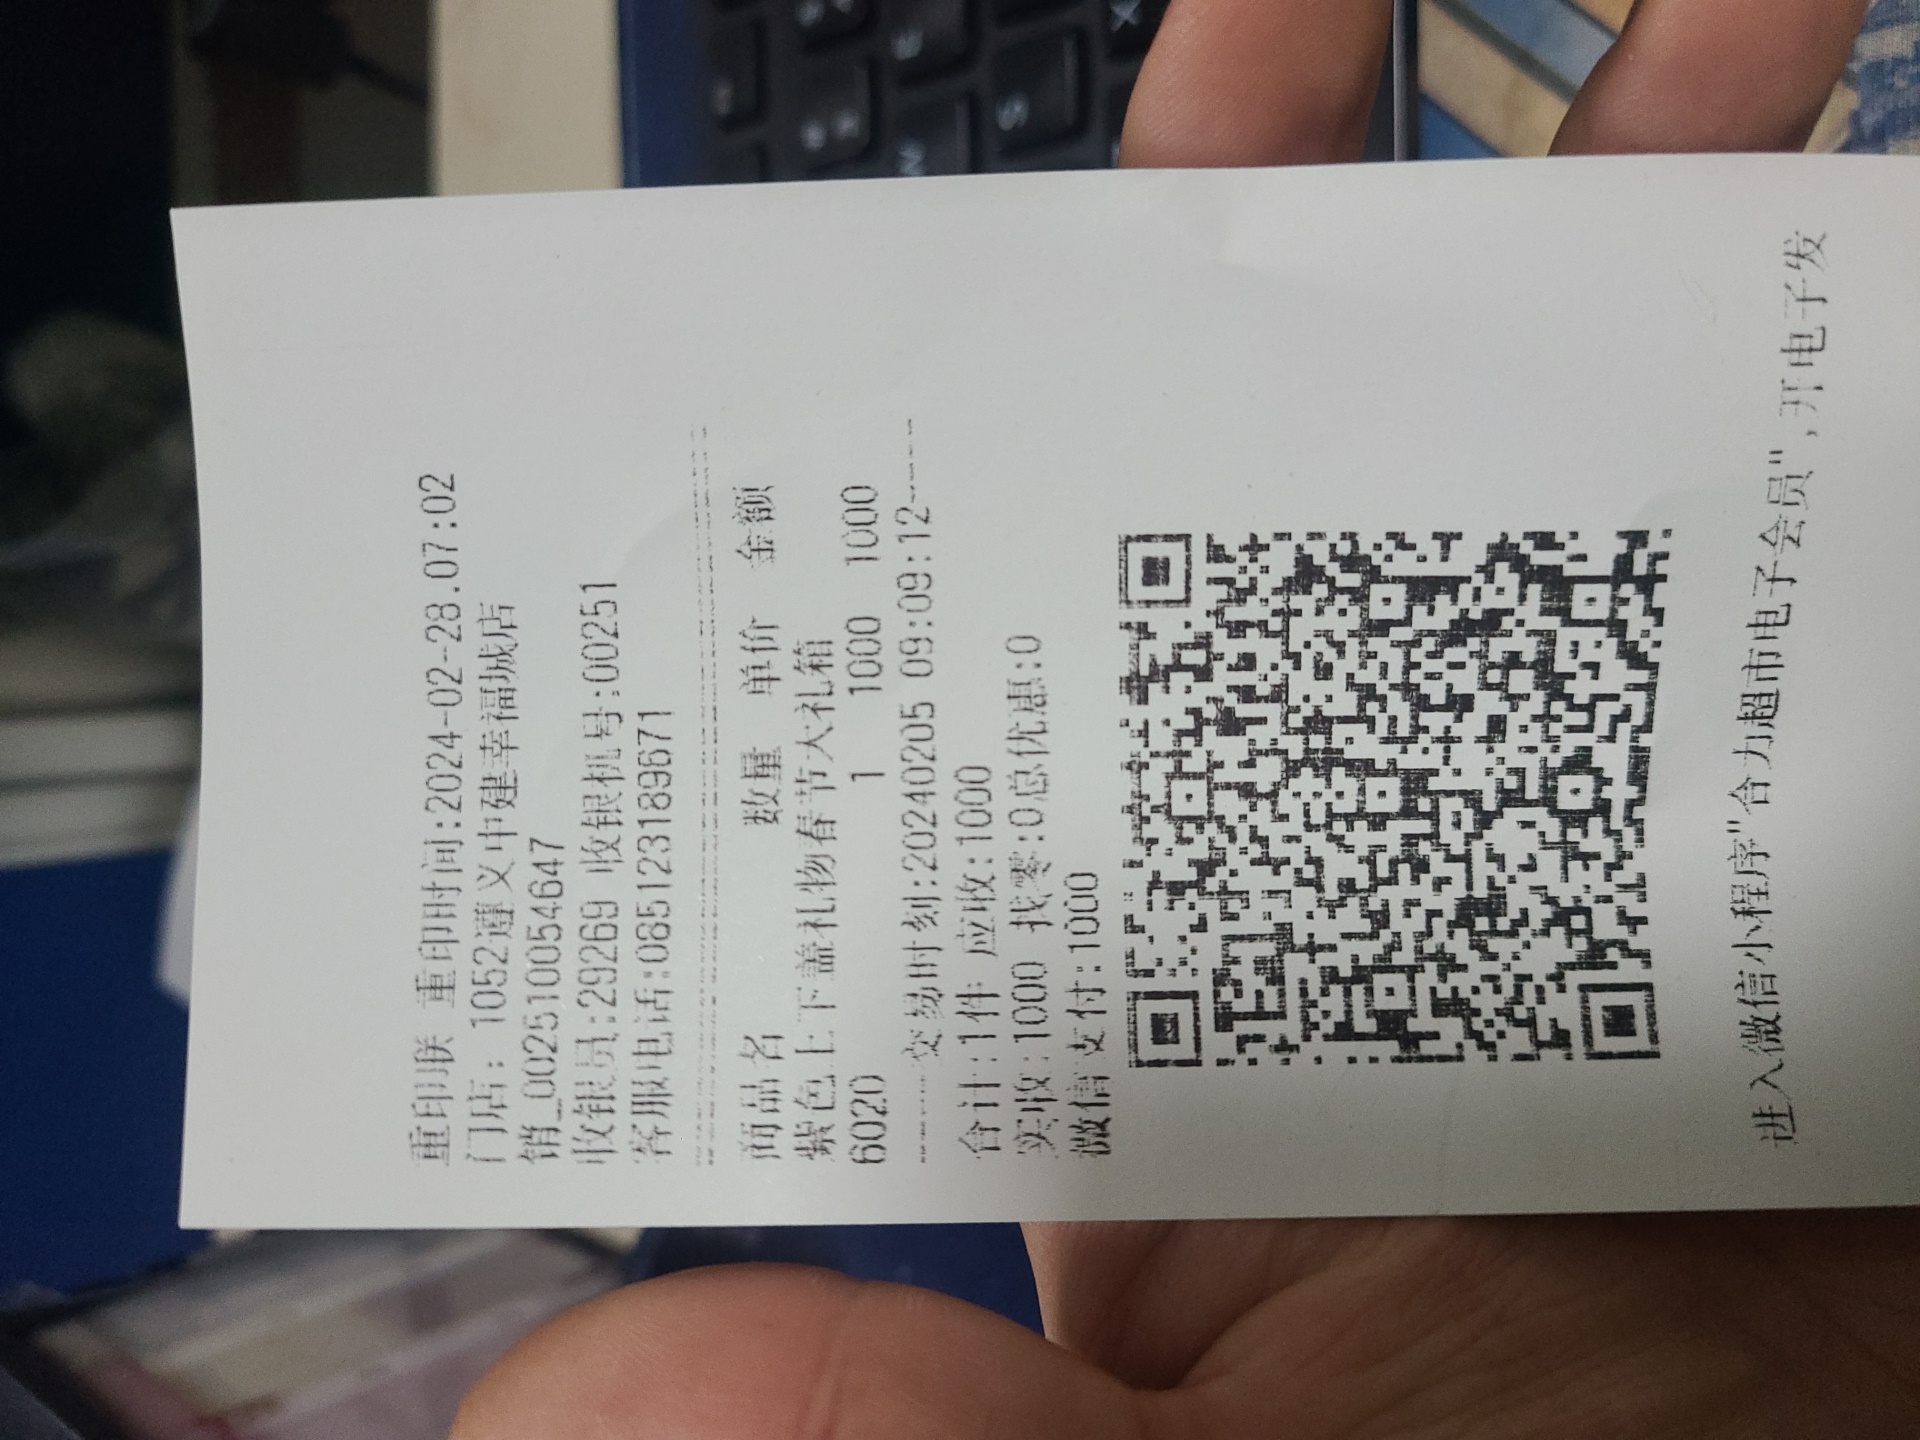 重印联 重印时间:2024-02-28.07:02
门店: 1052遵义中建幸福城店
销_002510054647
收银员:29269 收银机号:00251
客服电话:085123189671
商品名 数量 单价 金额
紫色上下盖礼物春节大礼箱
6020 1 1000 1000
-----交易时刻:20240205 09:09:12----
合计:1件 应收:1000
实收:1000 找零:0总优惠:0
微信支付:1000
进入微信小程序"合力超市电子会员",开电子发